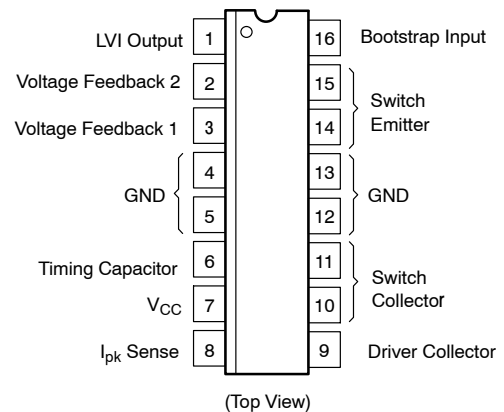 LVI Output 1 16 Bootstrap Input
Voltage Feedback 2 2 15
Switch
Emitter
Voltage Feedback 1 3 14
4 13
GND GND
5 12
Timing Capacitor 6 11
Switch
Collector
VCC 7 10
Ipk Sense 8 9 Driver Collector
(Top View)